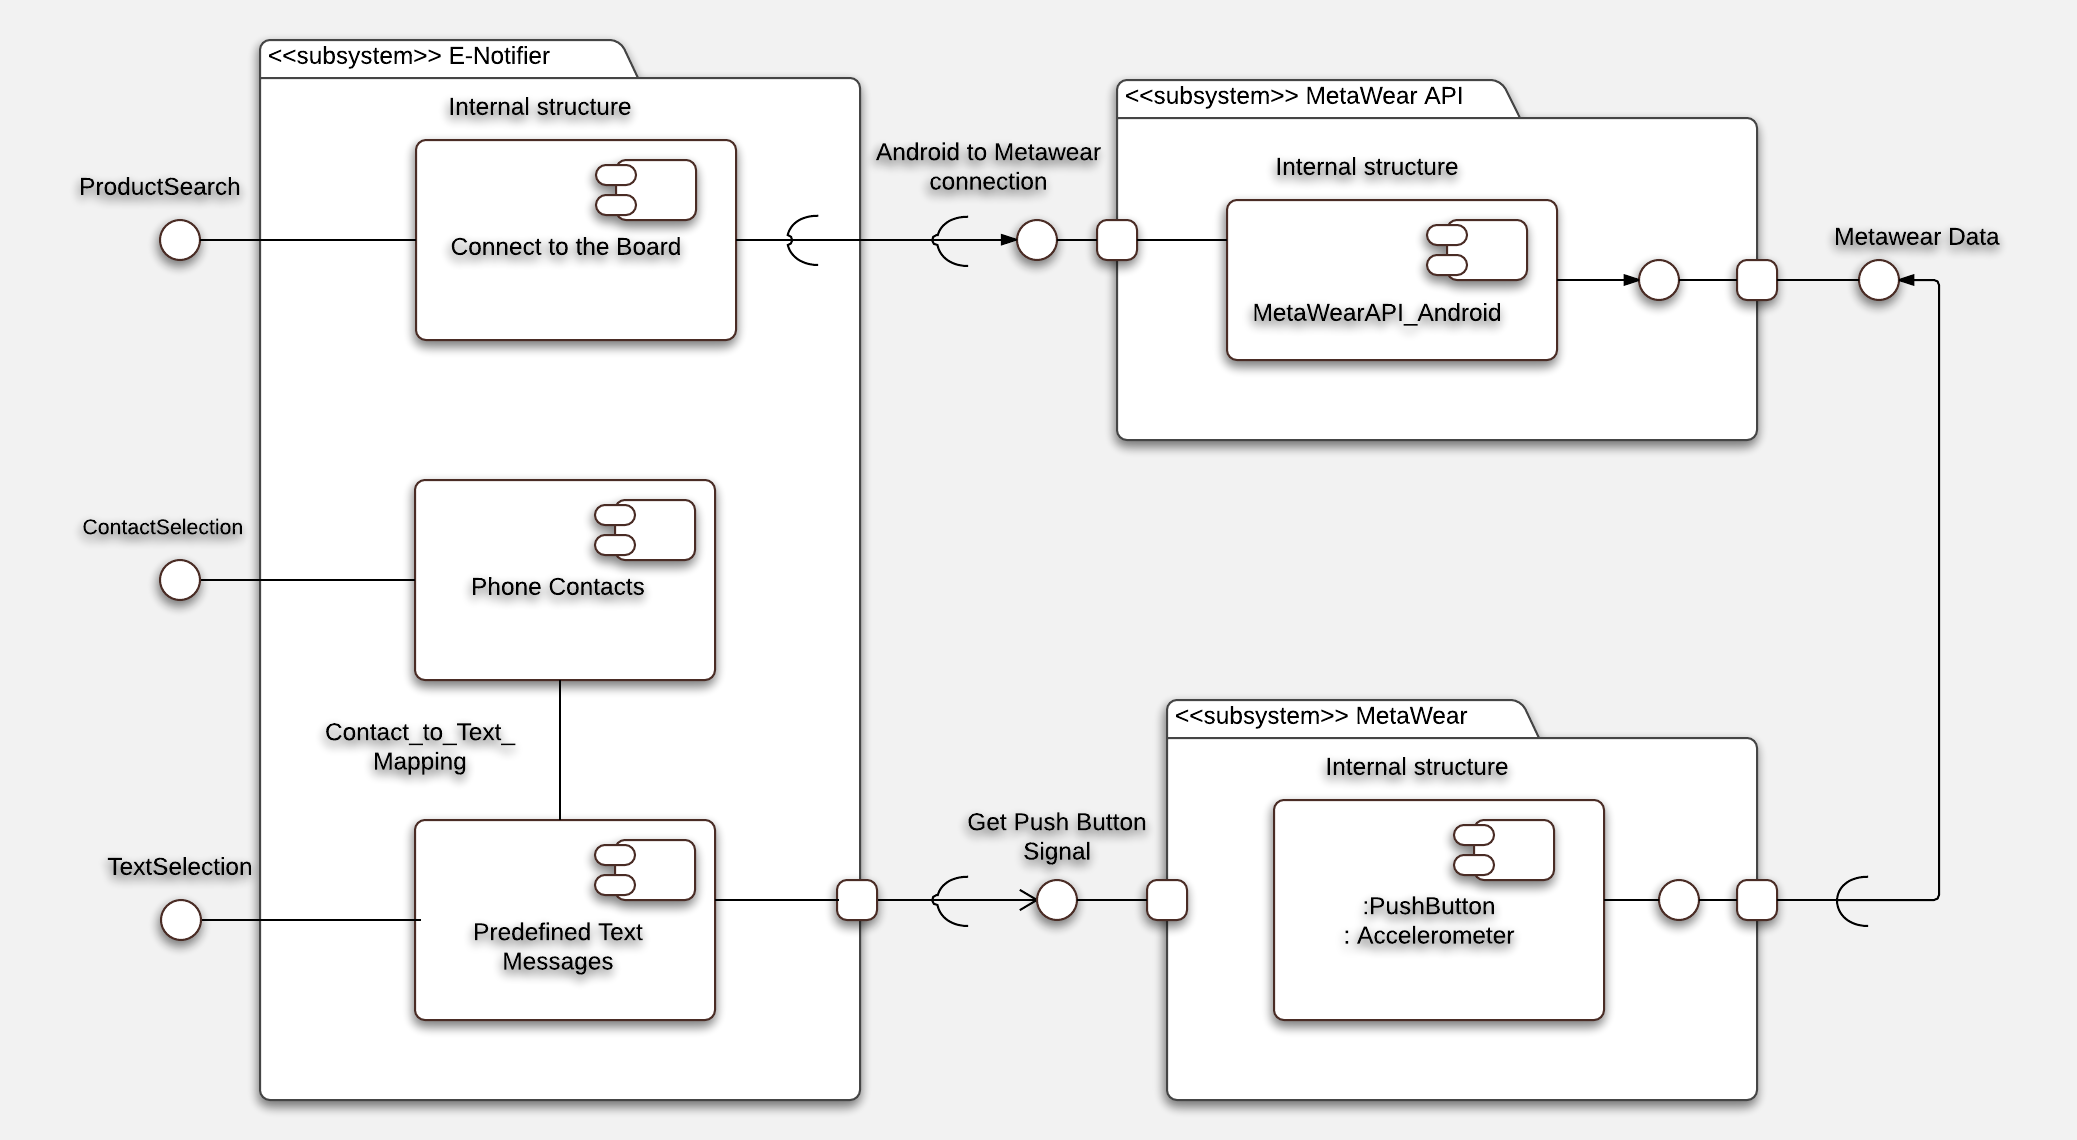 <<subsystem>> E-Notifier
Internal structure
ProductSearch
Connect to the Board
Android to Metawear
connection
<<subsystem>> MetaWear API
Internal structure
MetaWearAPI_Android
Metawear Data
ContactSelection
Phone Contacts
Contact_to_Text_
Mapping
TextSelection
Predefined Text
Messages
Get Push Button
Signal
<<subsystem>> MetaWear
Internal structure
:PushButton
: Accelerometer